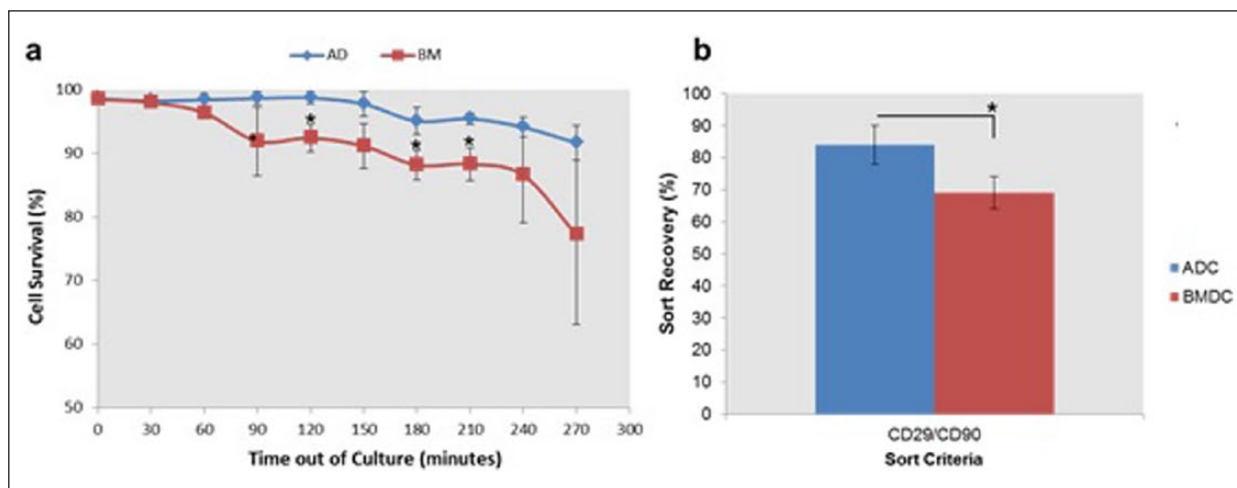 a
AD BM
100
90
80
70
60
50
Cell Survival (%)
*
*
*
*
0 30 60 90 120 150 180 210 240 270 300
Time out of Culture (minutes)
b
100
90
80
70
60
50
40
30
20
10
0
Sort Recovery (%)
*
CD29/CD90
Sort Criteria
ADC
BMDC